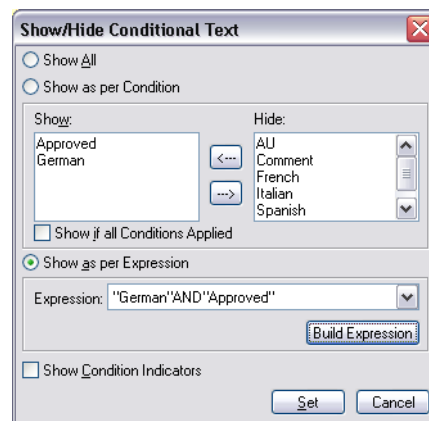 Show/Hide Conditional Text
Show All
Show as per Condition
Show:
Hide:
Approved
German
<---
--->
AU
Comment
French
Italian
Spanish
Show if all Conditions Applied
Show as per Expression
Expression: "German"AND"Approved"
Build Expression
Show Condition Indicators
Set
Cancel